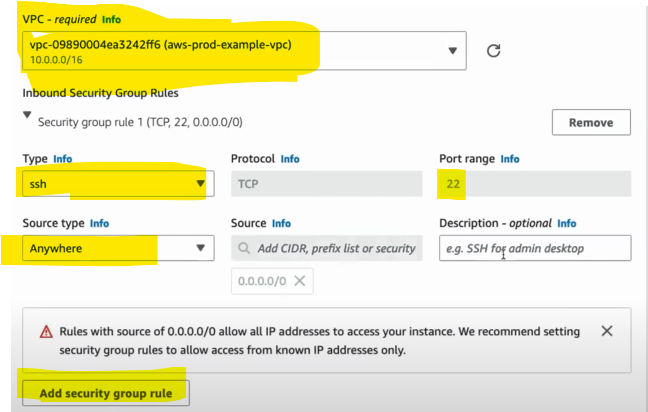 VPC - required Info
vpc-09890004ea3242ff6 (aws-prod-example-vpc)
10.0.0.0/16
Inbound Security Group Rules
Security group rule 1 (TCP, 22, 0.0.0.0/0)
Remove
Type Info
Protocol Info
Port range Info
ssh
TCP
22
Source type Info
Source Info
Description - optional Info
Anywhere
Add CIDR, prefix list or security
e.g. SSH for admin desktop
0.0.0.0/0
Rules with source of 0.0.0.0/0 allow all IP addresses to access your instance. We recommend setting
security group rules to allow access from known IP addresses only.
Add security group rule